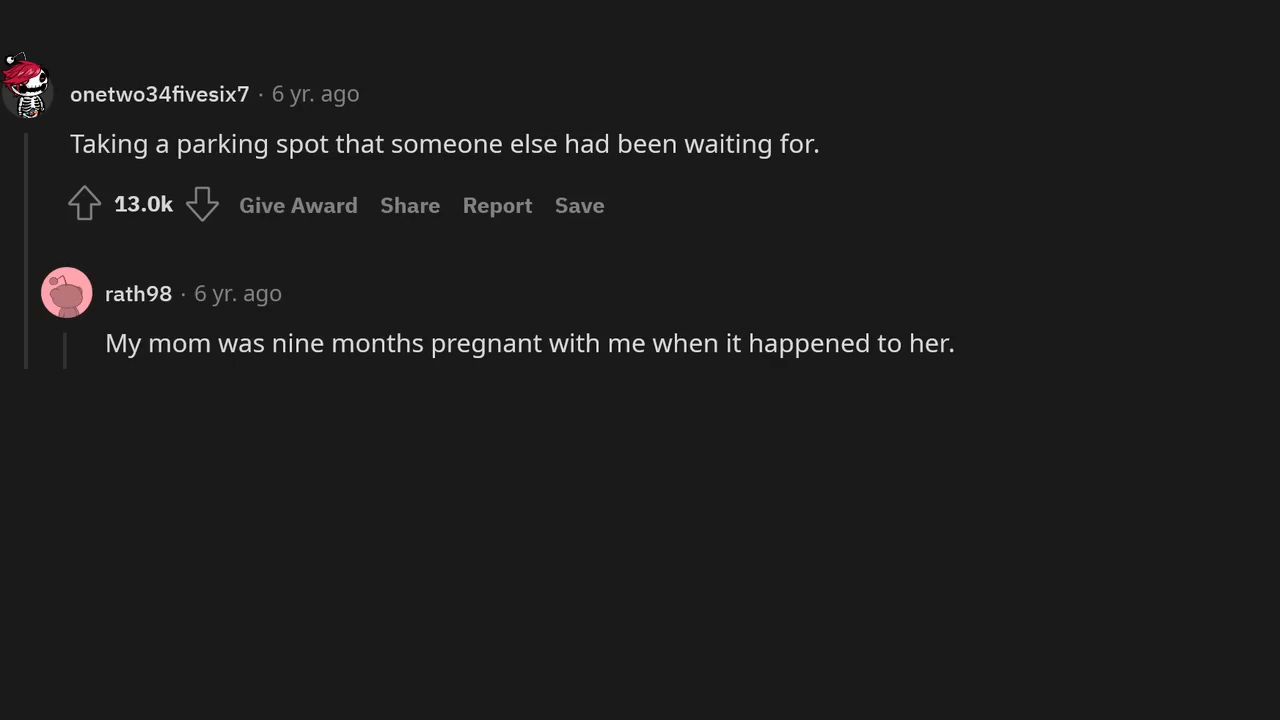 onetwo34fivesix7 · 6 yr. ago
Taking a parking spot that someone else had been waiting for.
13.0k Give Award Share Report Save
rath98 · 6 yr. ago
My mom was nine months pregnant with me when it happened to her.